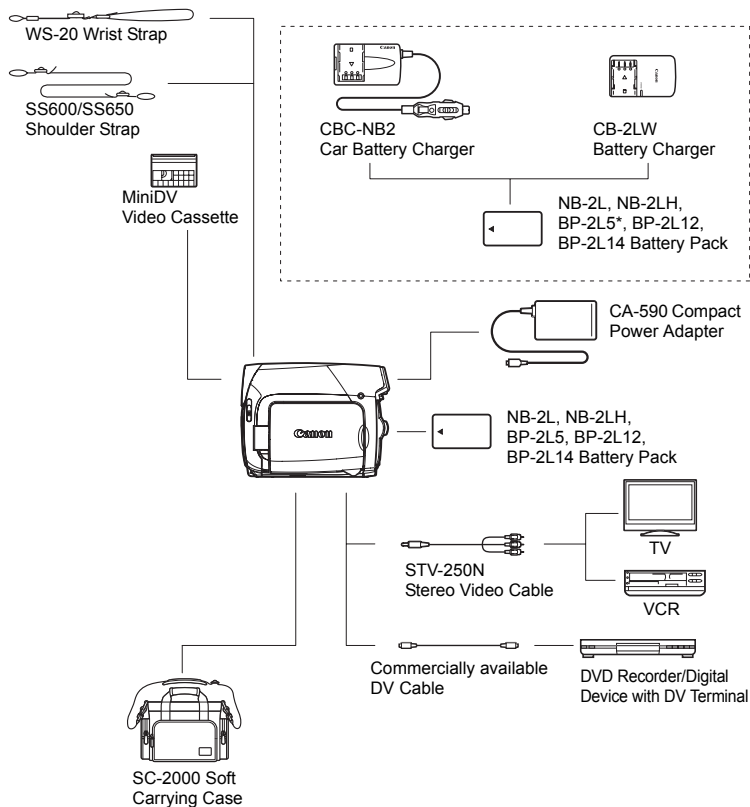 WS-20 Wrist Strap
SS600/SS650
Shoulder Strap
MiniDV
Video Cassette
Canon
CBC-NB2
Car Battery Charger
Canon
CB-2LW
Battery Charger
NB-2L, NB-2LH,
BP-2L5*, BP-2L12,
BP-2L14 Battery Pack
CA-590 Compact
Power Adapter
Canon
NB-2L, NB-2LH,
BP-2L5, BP-2L12,
BP-2L14 Battery Pack
STV-250N
Stereo Video Cable
TV
VCR
Commercially available
DV Cable
DVD Recorder/Digital
Device with DV Terminal
SC-2000 Soft
Carrying Case